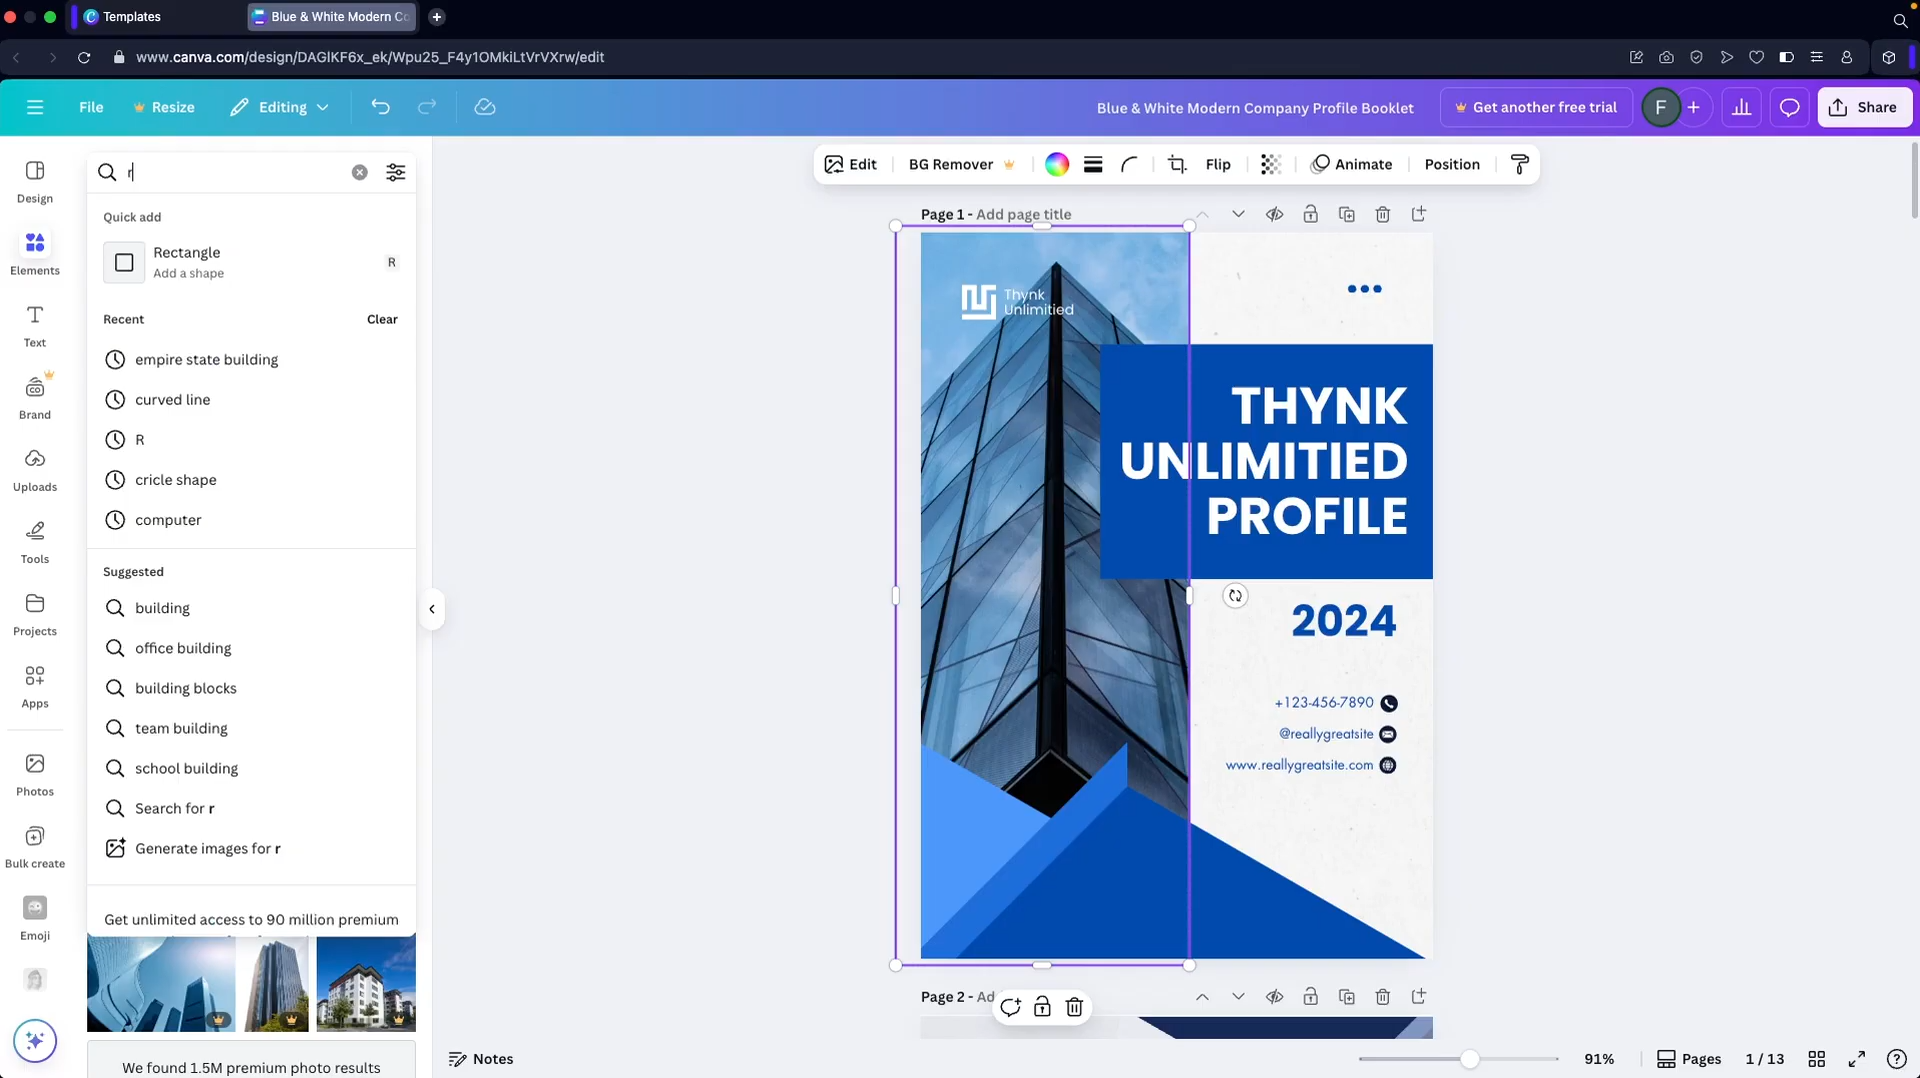 Templates
Blue & White Modern Co
www.canva.com/design/DAGlKF6x_ek/Wpu25_F4y1OMkiLtVrVXrw/edit
File
Resize
Editing
Blue & White Modern Company Profile Booklet
Get another free trial
F
Share
r
Design
Elements
Text
Brand
Uploads
Tools
Projects
Apps
Photos
Bulk create
Emoji
Quick add
Rectangle
Add a shape
R
Recent
Clear
empire state building
curved line
R
cricle shape
computer
Suggested
building
office building
building blocks
team building
school building
Search for r
Generate images for r
Get unlimited access to 90 million premium
We found 1.5M premium photo results
Edit
BG Remover
Flip
Animate
Position
Page 1 - Add page title
Thynk
Unlimitied
THYNK
UNLIMITIED
PROFILE
2024
+123-456-7890
@reallygreatsite
www.reallygreatsite.com
Page 2 - Ad
Notes
91%
Pages
1 / 13